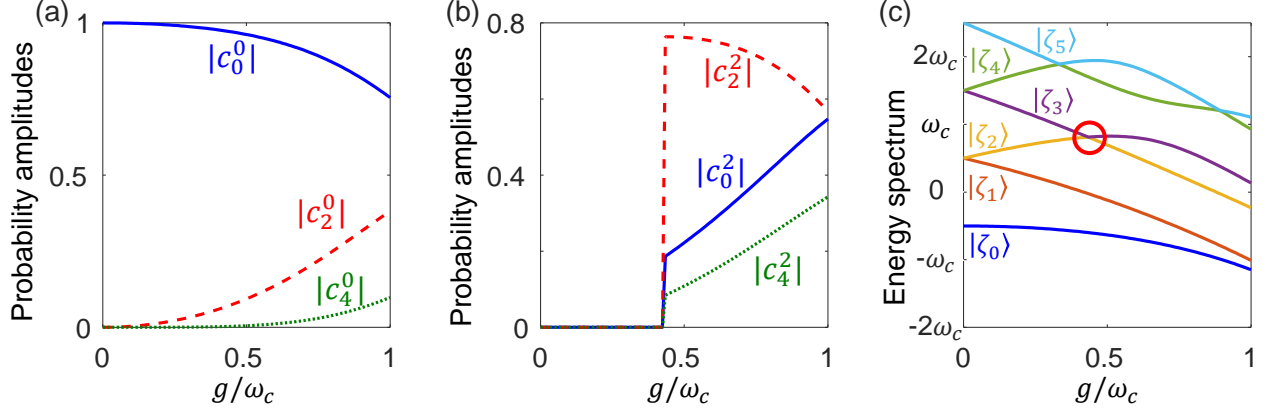 (a)
Probability amplitudes
1
0.5
0
|c_0^0|
|c_2^0|
|c_4^0|
0
0.5
1
g/ω_c
(b)
Probability amplitudes
0.8
0.4
0
|c_2^2|
|c_0^2|
|c_4^2|
0
0.5
1
g/ω_c
(c)
Energy spectrum
2ω_c
ω_c
0
-ω_c
-2ω_c
|ζ_5⟩
|ζ_4⟩
|ζ_3⟩
|ζ_2⟩
|ζ_1⟩
|ζ_0⟩
0
0.5
1
g/ω_c